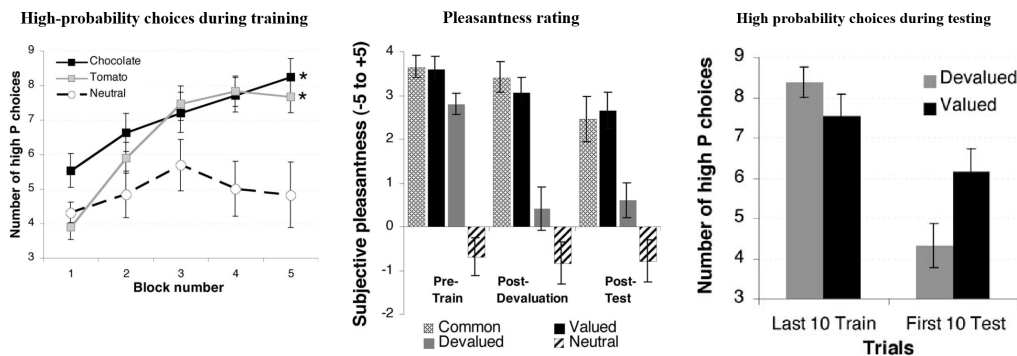 High-probability choices during training
Number of high P choices
9
8
7
6
5
4
3
Chocolate
Tomato
Neutral
*
*
1 2 3 4 5
Block number
Pleasantness rating
Subjective pleasantness (-5 to +5)
4
3
2
1
0
-1
-2
Pre-
Train
Post-
Devaluation
Post-
Test
Common
Valued
Devalued
Neutral
High probability choices during testing
Number of high P choices
9
8
7
6
5
4
3
Devalued
Valued
Last 10 Train First 10 Test
Trials